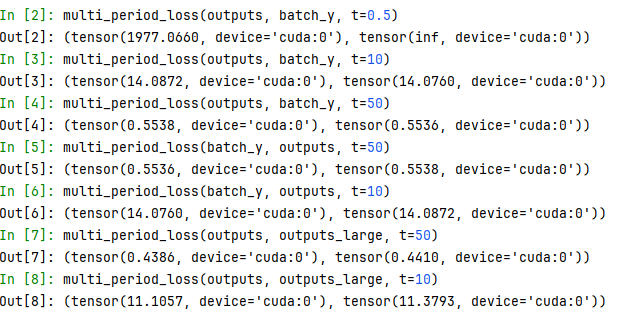 In [2]: multi_period_loss(outputs, batch_y, t=0.5)
Out[2]: (tensor(1977.0660, device='cuda:0'), tensor(inf, device='cuda:0'))
In [3]: multi_period_loss(outputs, batch_y, t=10)
Out[3]: (tensor(14.0872, device='cuda:0'), tensor(14.0760, device='cuda:0'))
In [4]: multi_period_loss(outputs, batch_y, t=50)
Out[4]: (tensor(0.5538, device='cuda:0'), tensor(0.5536, device='cuda:0'))
In [5]: multi_period_loss(batch_y, outputs, t=50)
Out[5]: (tensor(0.5536, device='cuda:0'), tensor(0.5538, device='cuda:0'))
In [6]: multi_period_loss(batch_y, outputs, t=10)
Out[6]: (tensor(14.0760, device='cuda:0'), tensor(14.0872, device='cuda:0'))
In [7]: multi_period_loss(outputs, outputs_large, t=50)
Out[7]: (tensor(0.4386, device='cuda:0'), tensor(0.4410, device='cuda:0'))
In [8]: multi_period_loss(outputs, outputs_large, t=10)
Out[8]: (tensor(11.1057, device='cuda:0'), tensor(11.3793, device='cuda:0'))